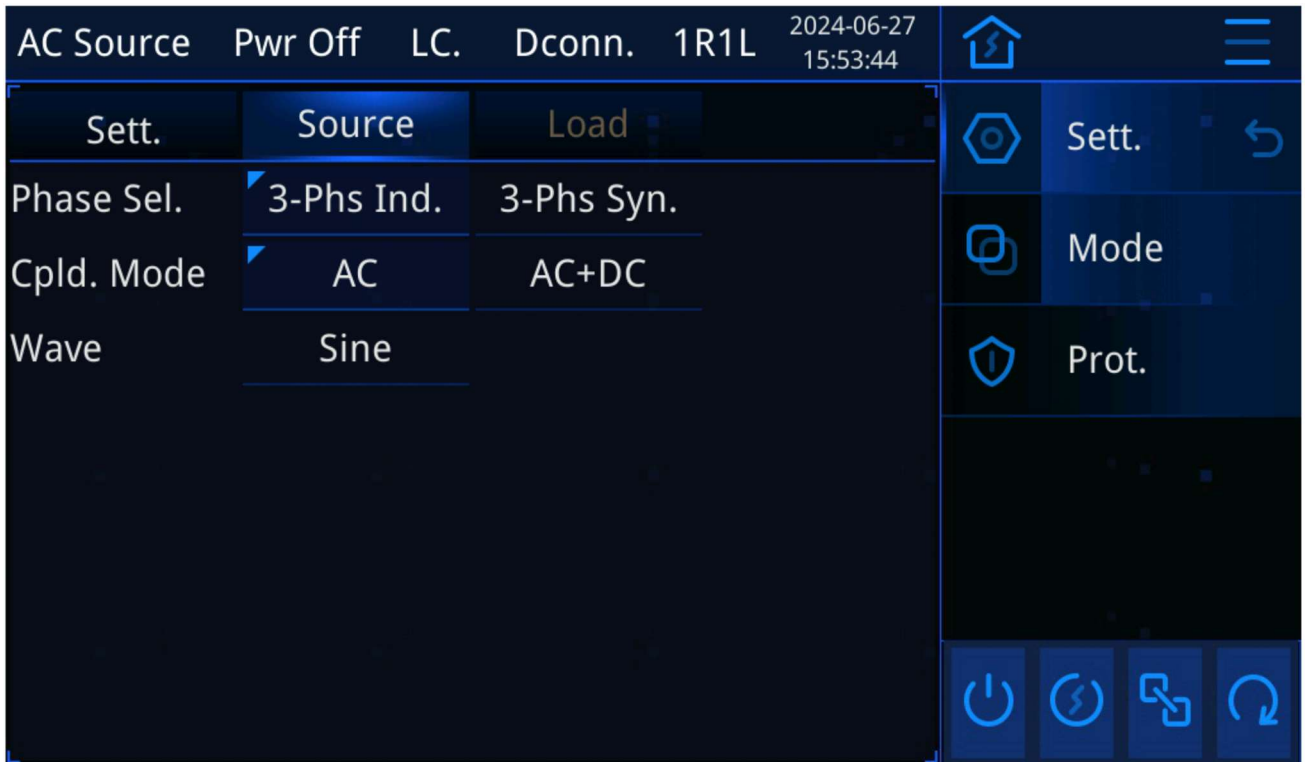 AC Source Pwr Off LC. Dconn. 1R1L 2024-06-27
15:53:44
Sett. Source Load
Phase Sel. 3-Phs Ind. 3-Phs Syn.
Cpld. Mode AC AC+DC
Wave Sine
Sett.
Mode
Prot.